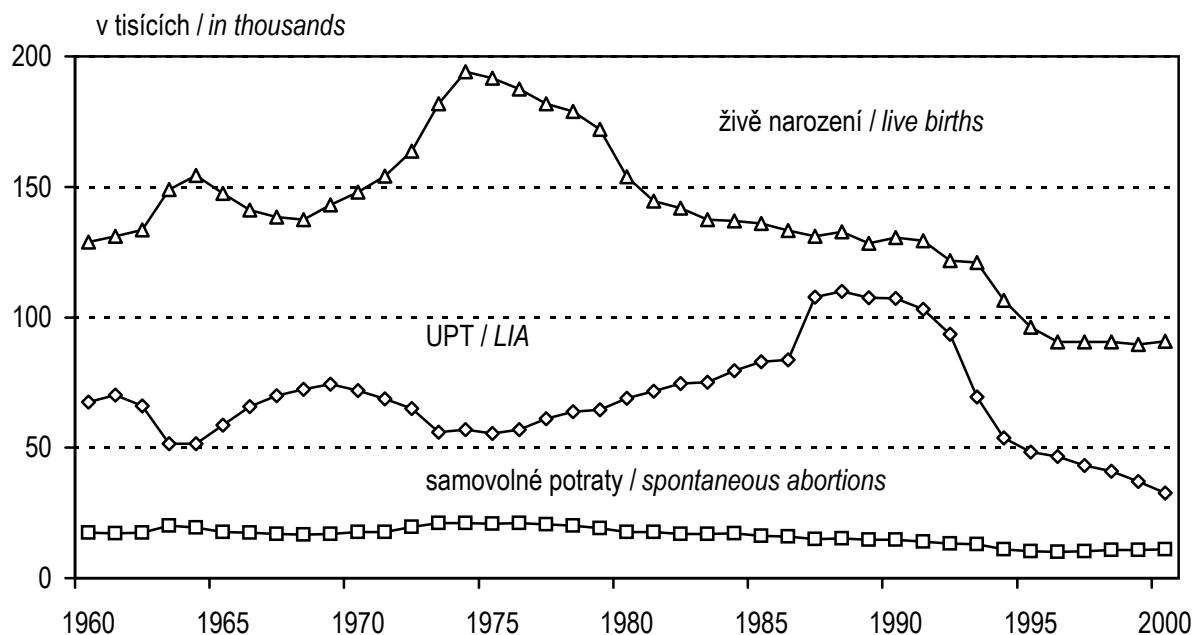 v tisících / in thousands
200
živě narození / live births
150
100
UPT / LIA
50
samovolné potraty / spontaneous abortions
0
1960 1965 1970 1975 1980 1985 1990 1995 2000